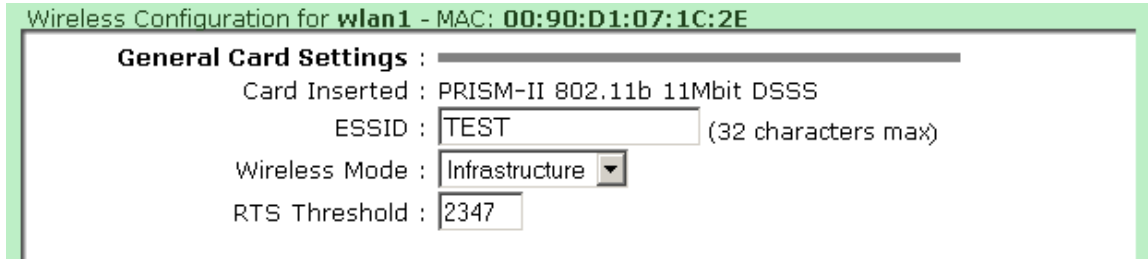 Wireless Configuration for wlan1 - MAC: 00:90:D1:07:1C:2E
General Card Settings :
Card Inserted : PRISM-II 802.11b 11Mbit DSSS
ESSID : TEST (32 characters max)
Wireless Mode : Infrastructure
RTS Threshold : 2347